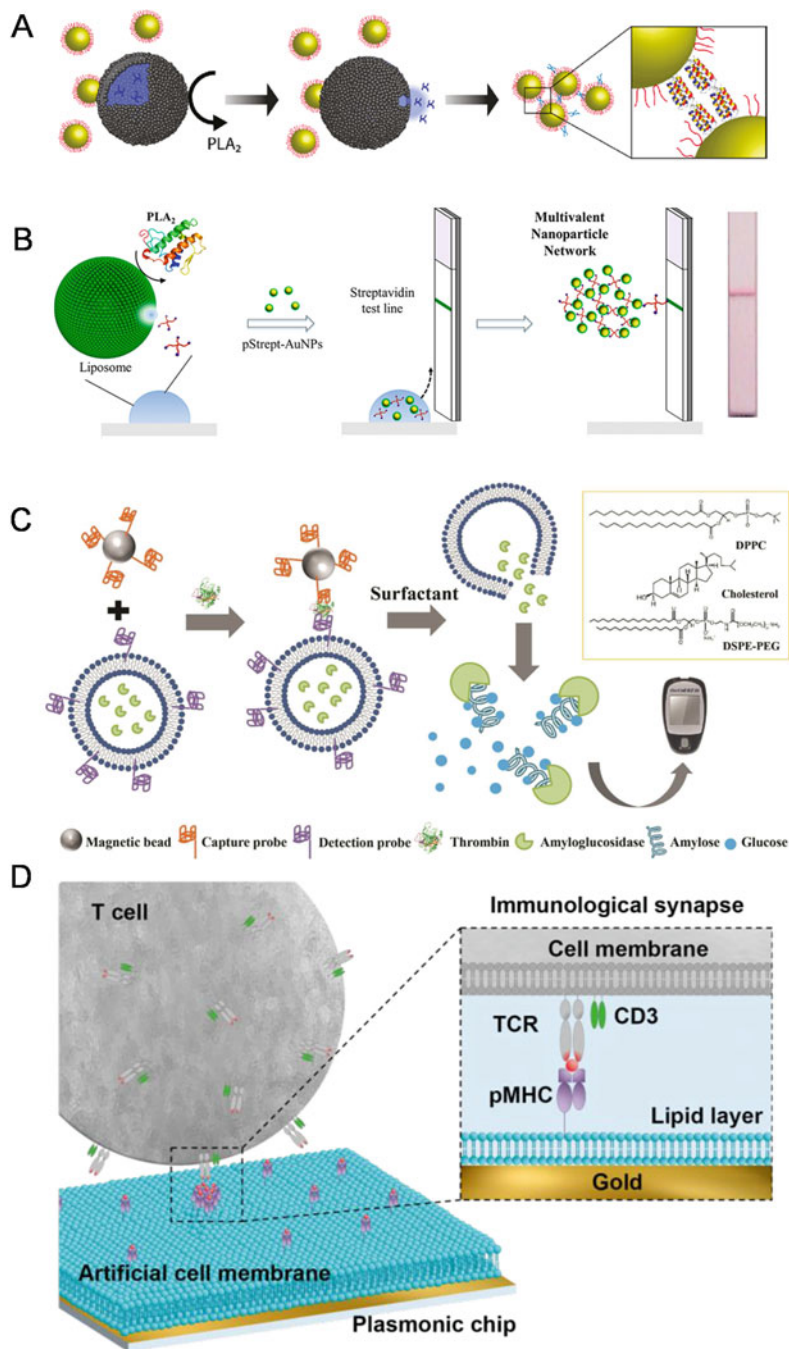 A
PLA₂
B
PLA₂
Liposome
pStrept-AuNPs
Streptavidin
test line
Multivalent
Nanoparticle
Network
C
Surfactant
DPPC
Cholesterol
DSPE-PEG
Magnetic bead Capture probe Detection probe Thrombin Amyloglucosidase Amylose Glucose
D
T cell
Immunological synapse
Cell membrane
TCR
CD3
pMHC
Lipid layer
Gold
Artificial cell membrane
Plasmonic chip